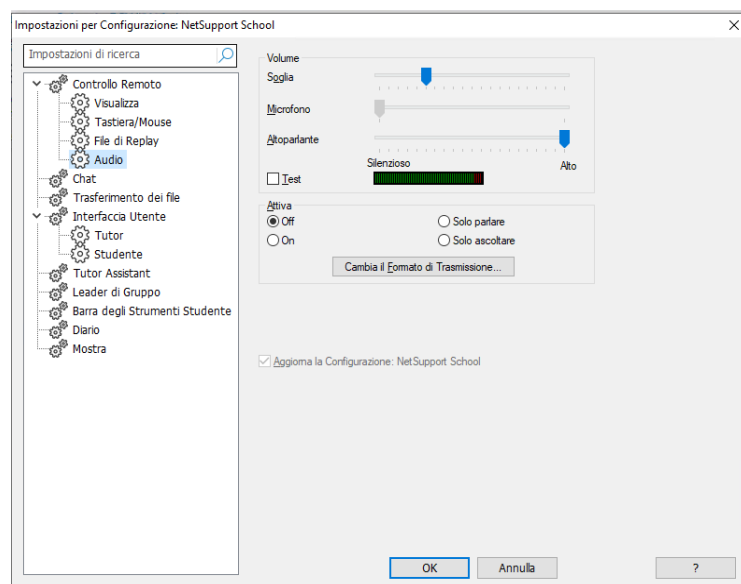 Impostazioni per Configurazione: NetSupport School
Impostazioni di ricerca
Controllo Remoto
Visualizza
Tastiera/Mouse
File di Replay
Audio
Chat
Trasferimento dei file
Interfaccia Utente
Tutor
Studente
Tutor Assistant
Leader di Gruppo
Barra degli Strumenti Studente
Diario
Mostra
Volume
Soglia
Microfono
Altoparlante
Silenzioso Alto
Test
Attiva
Off Solo parlare
On Solo ascoltare
Cambia il Formato di Trasmissione...
Aggiorna la Configurazione: NetSupport School
OK Annulla ?